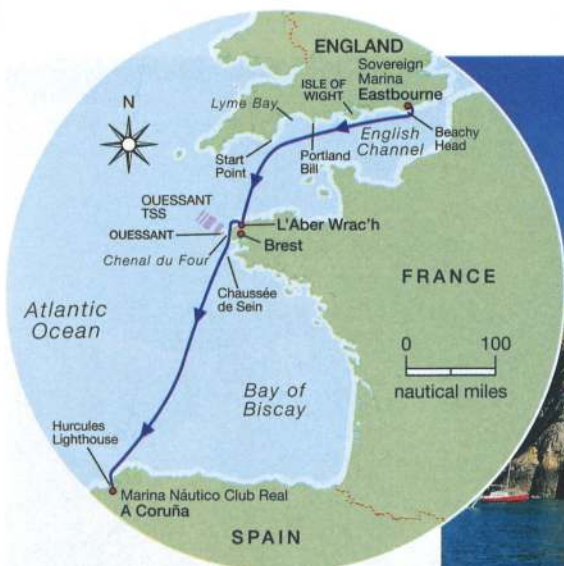 ENGLAND
Sovereign
Marina
Eastbourne
ISLE OF
WIGHT
Lyme Bay
N
English
Channel
Beachy
Head
Start
Point
Portland
Bill
OUESSANT
TSS
L'Aber Wrac'h
OUESSANT
Brest
Chenal du Four
FRANCE
Chaussée
de Sein
Atlantic
Ocean
0 100
nautical miles
Bay of
Biscay
Hurcules
Lighthouse
Marina Náutico Club Real
A Coruña
SPAIN